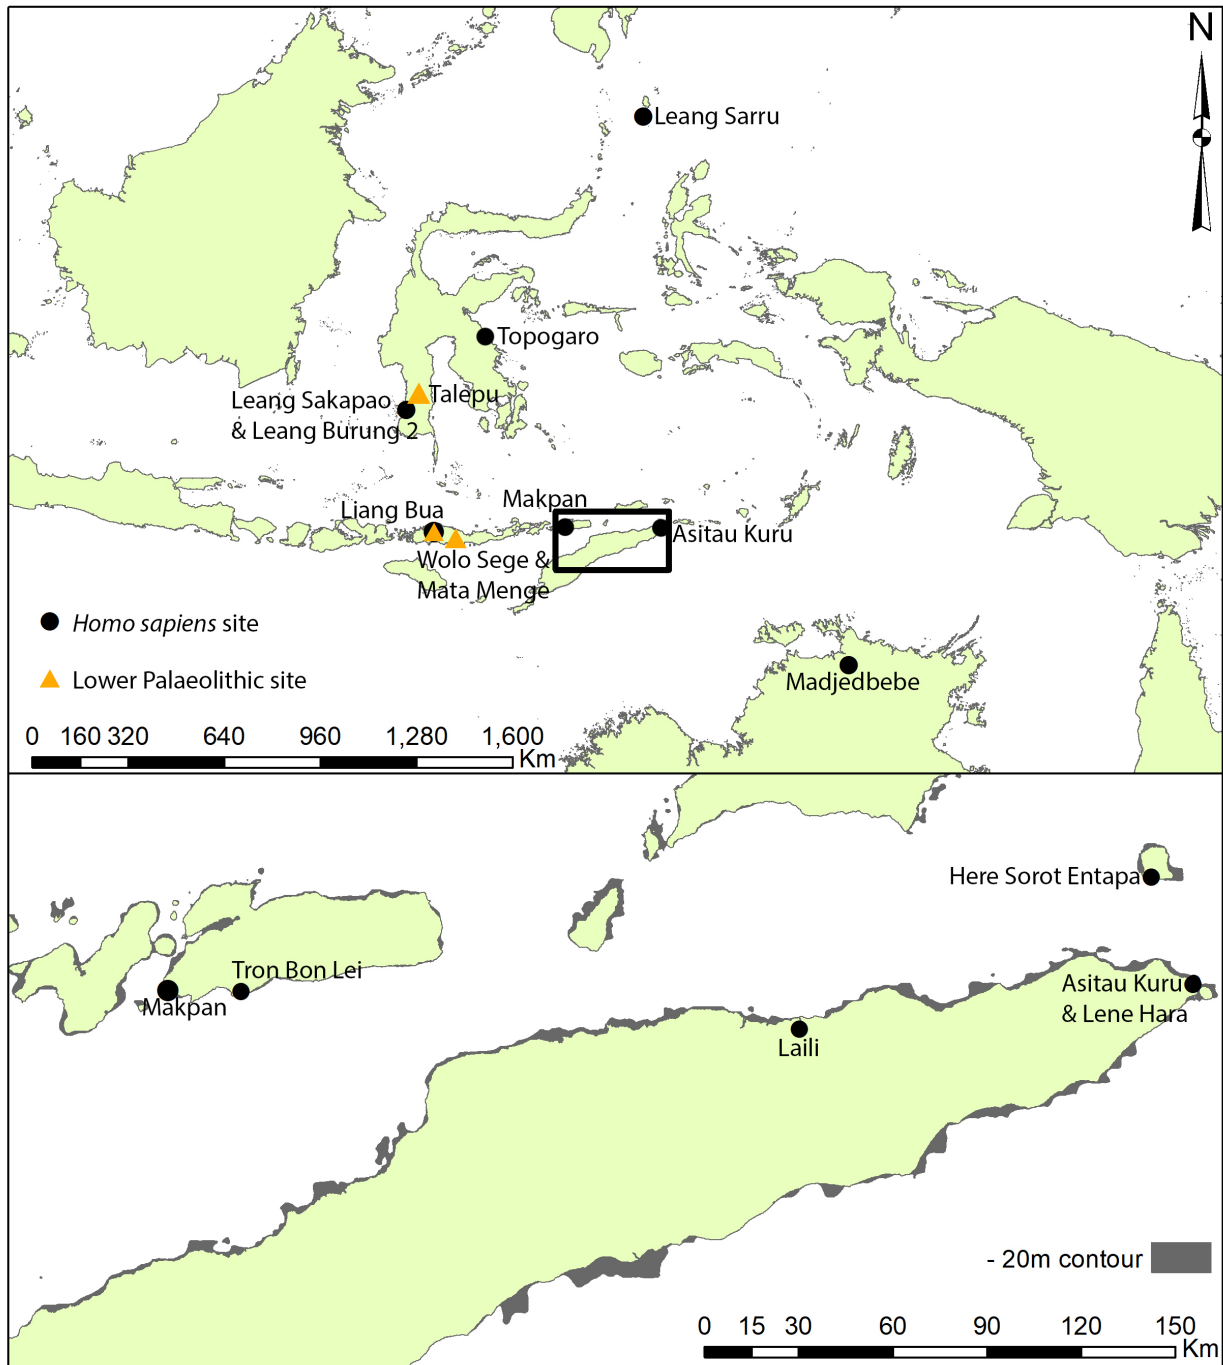 N
Leang Sarru
Topogaro
Talepu
Leang Sakapao
& Leang Burung 2
Makpan
Liang Bua
Asitau Kuru
Wolo Sege &
Mata Menge
Homo sapiens site
Lower Palaeolithic site
Madjedbebe
0 160 320 640 960 1,280 1,600
Km
Here Sorot Entapa
Tron Bon Lei
Makpan
Asitau Kuru
& Lene Hara
Laili
- 20m contour
0 15 30 60 90 120 150
Km